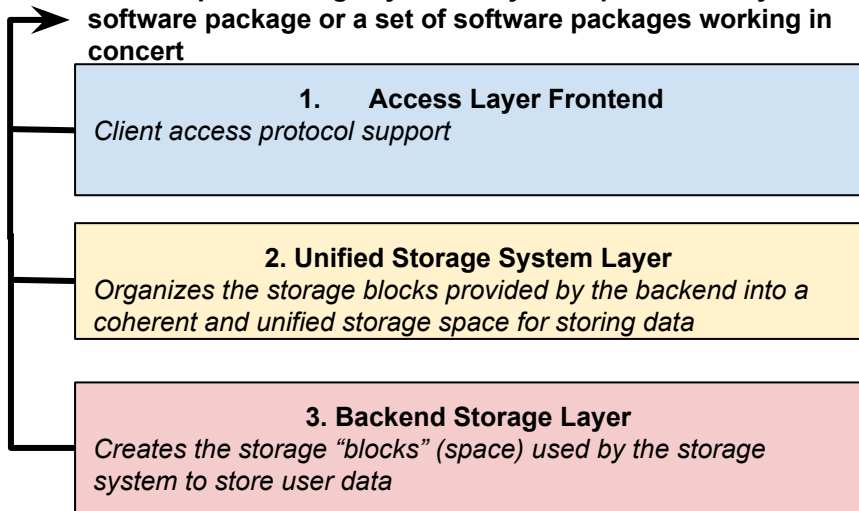 software package or a set of software packages working in
concert
1. Access Layer Frontend
Client access protocol support
2. Unified Storage System Layer
Organizes the storage blocks provided by the backend into a
coherent and unified storage space for storing data
3. Backend Storage Layer
Creates the storage “blocks” (space) used by the storage
system to store user data